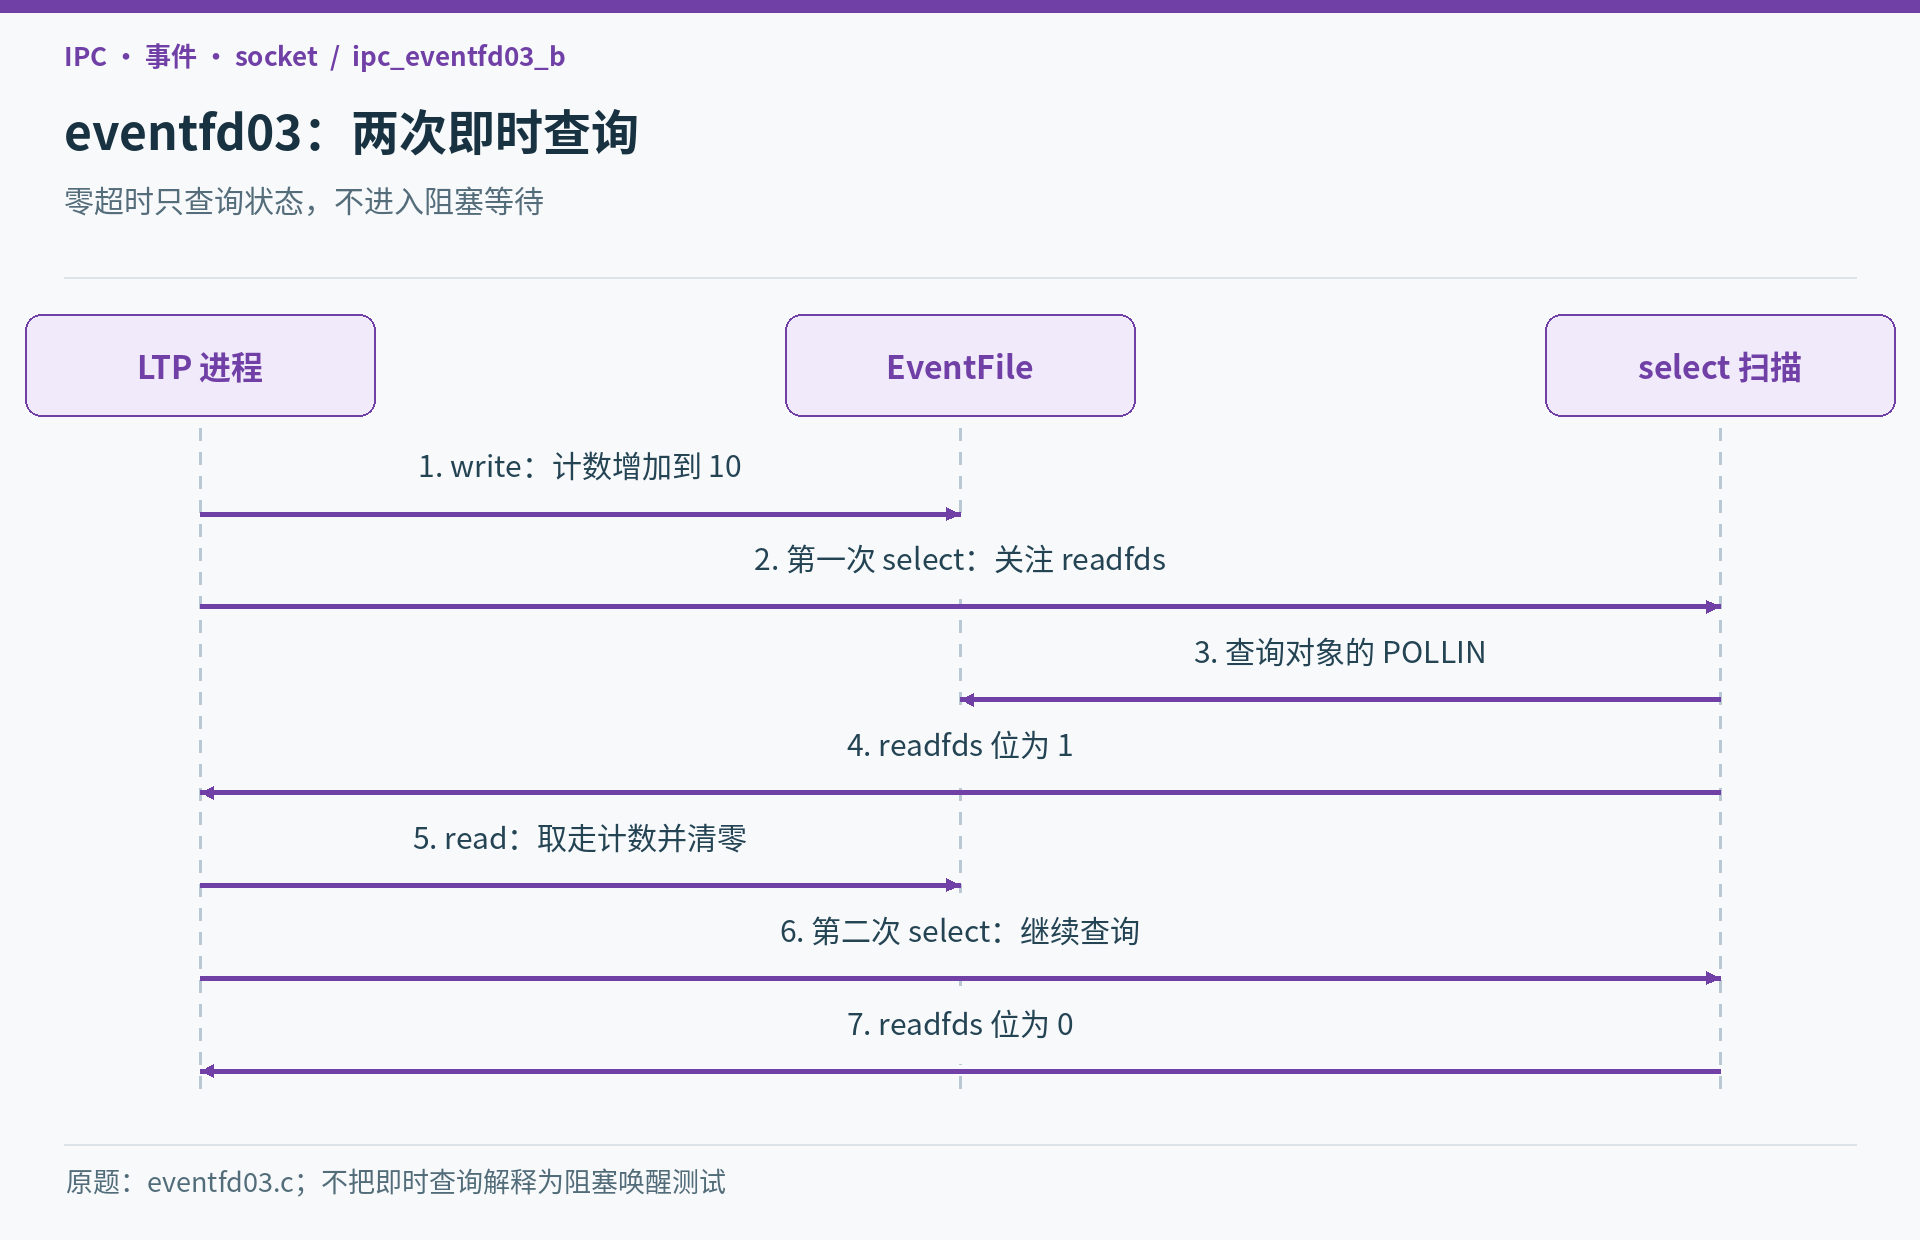 IPC · 事件 · socket / ipc_eventfd03_b
eventfd03：两次即时查询
零超时只查询状态，不进入阻塞等待
LTP 进程
EventFile
select 扫描
1. write：计数增加到 10
2. 第一次 select：关注 readfds
3. 查询对象的 POLLIN
4. readfds 位为 1
5. read：取走计数并清零
6. 第二次 select：继续查询
7. readfds 位为 0
原题：eventfd03.c；不把即时查询解释为阻塞唤醒测试